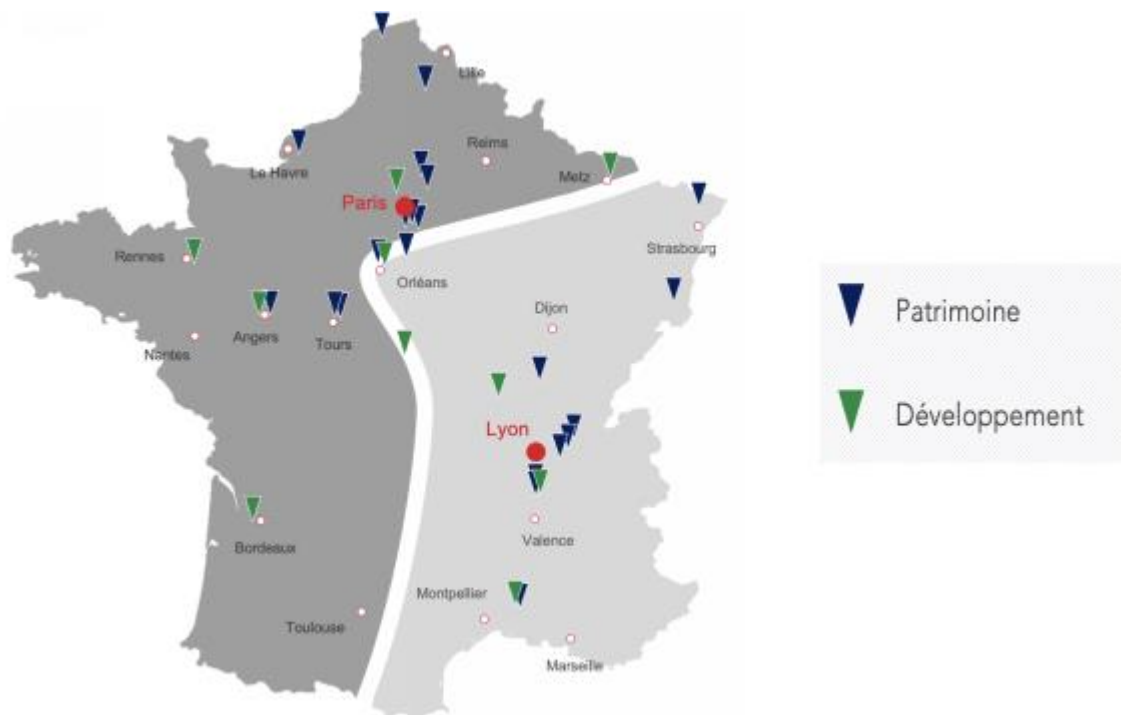 Lille
Reims
Le Havre
Metz
Paris
Strasbourg
Rennes
Orléans
Patrimoine
Dijon
Angers
Tours
Nantes
Développement
Lyon
Valence
Bordeaux
Montpellier
Toulouse
Marseille